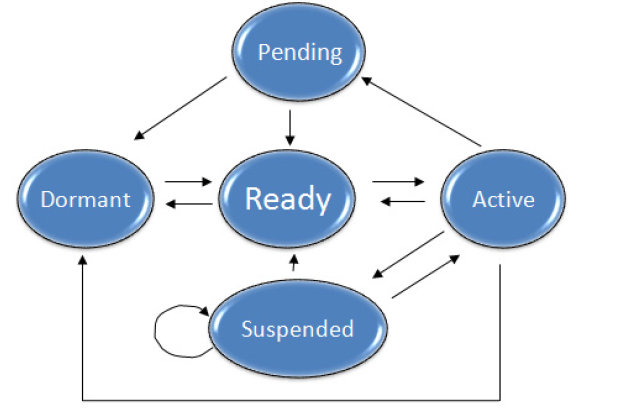 Pending
Dormant
Ready
Active
Suspended